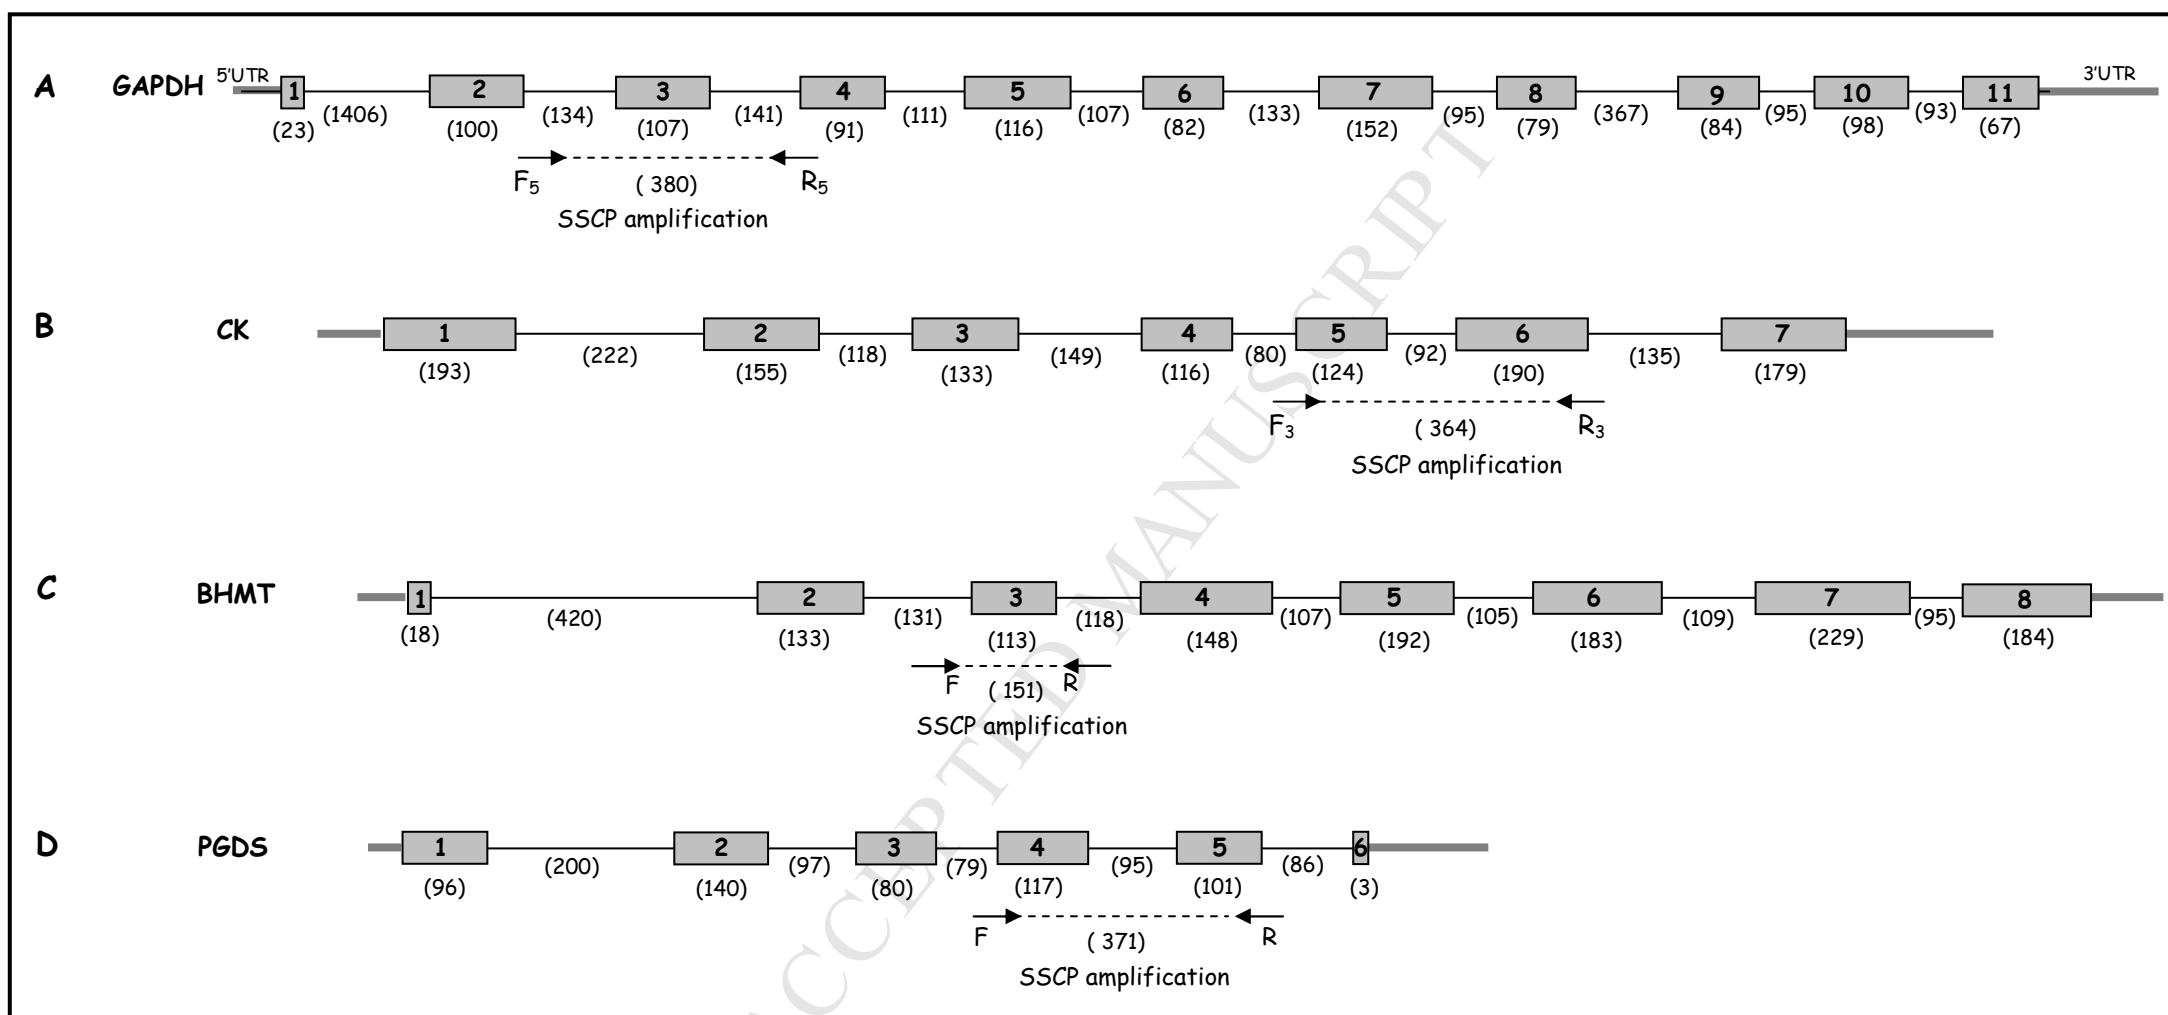 A GAPDH 5'UTR 1 2 3 4 5 6 7 8 9 10 11 3'UTR
(23) (1406) (100) (134) (107) (141) (91) (111) (116) (107) (82) (133) (152) (95) (79) (367) (84) (95) (98) (93) (67)
F5 ( 380) R5
SSCP amplification
B CK 1 2 3 4 5 6 7
(193) (222) (155) (118) (133) (149) (116) (80) (124) (92) (190) (135) (179)
F3 ( 364) R3
SSCP amplification
C BHMT 1 2 3 4 5 6 7 8
(18) (420) (133) (131) (113) (118) (148) (107) (192) (105) (183) (109) (229) (95) (184)
F ( 151) R
SSCP amplification
D PGDS 1 2 3 4 5 6
(96) (200) (140) (97) (80) (79) (117) (95) (101) (86) (3)
F ( 371) R
SSCP amplification
ACCEPTED MANUSCRIPT